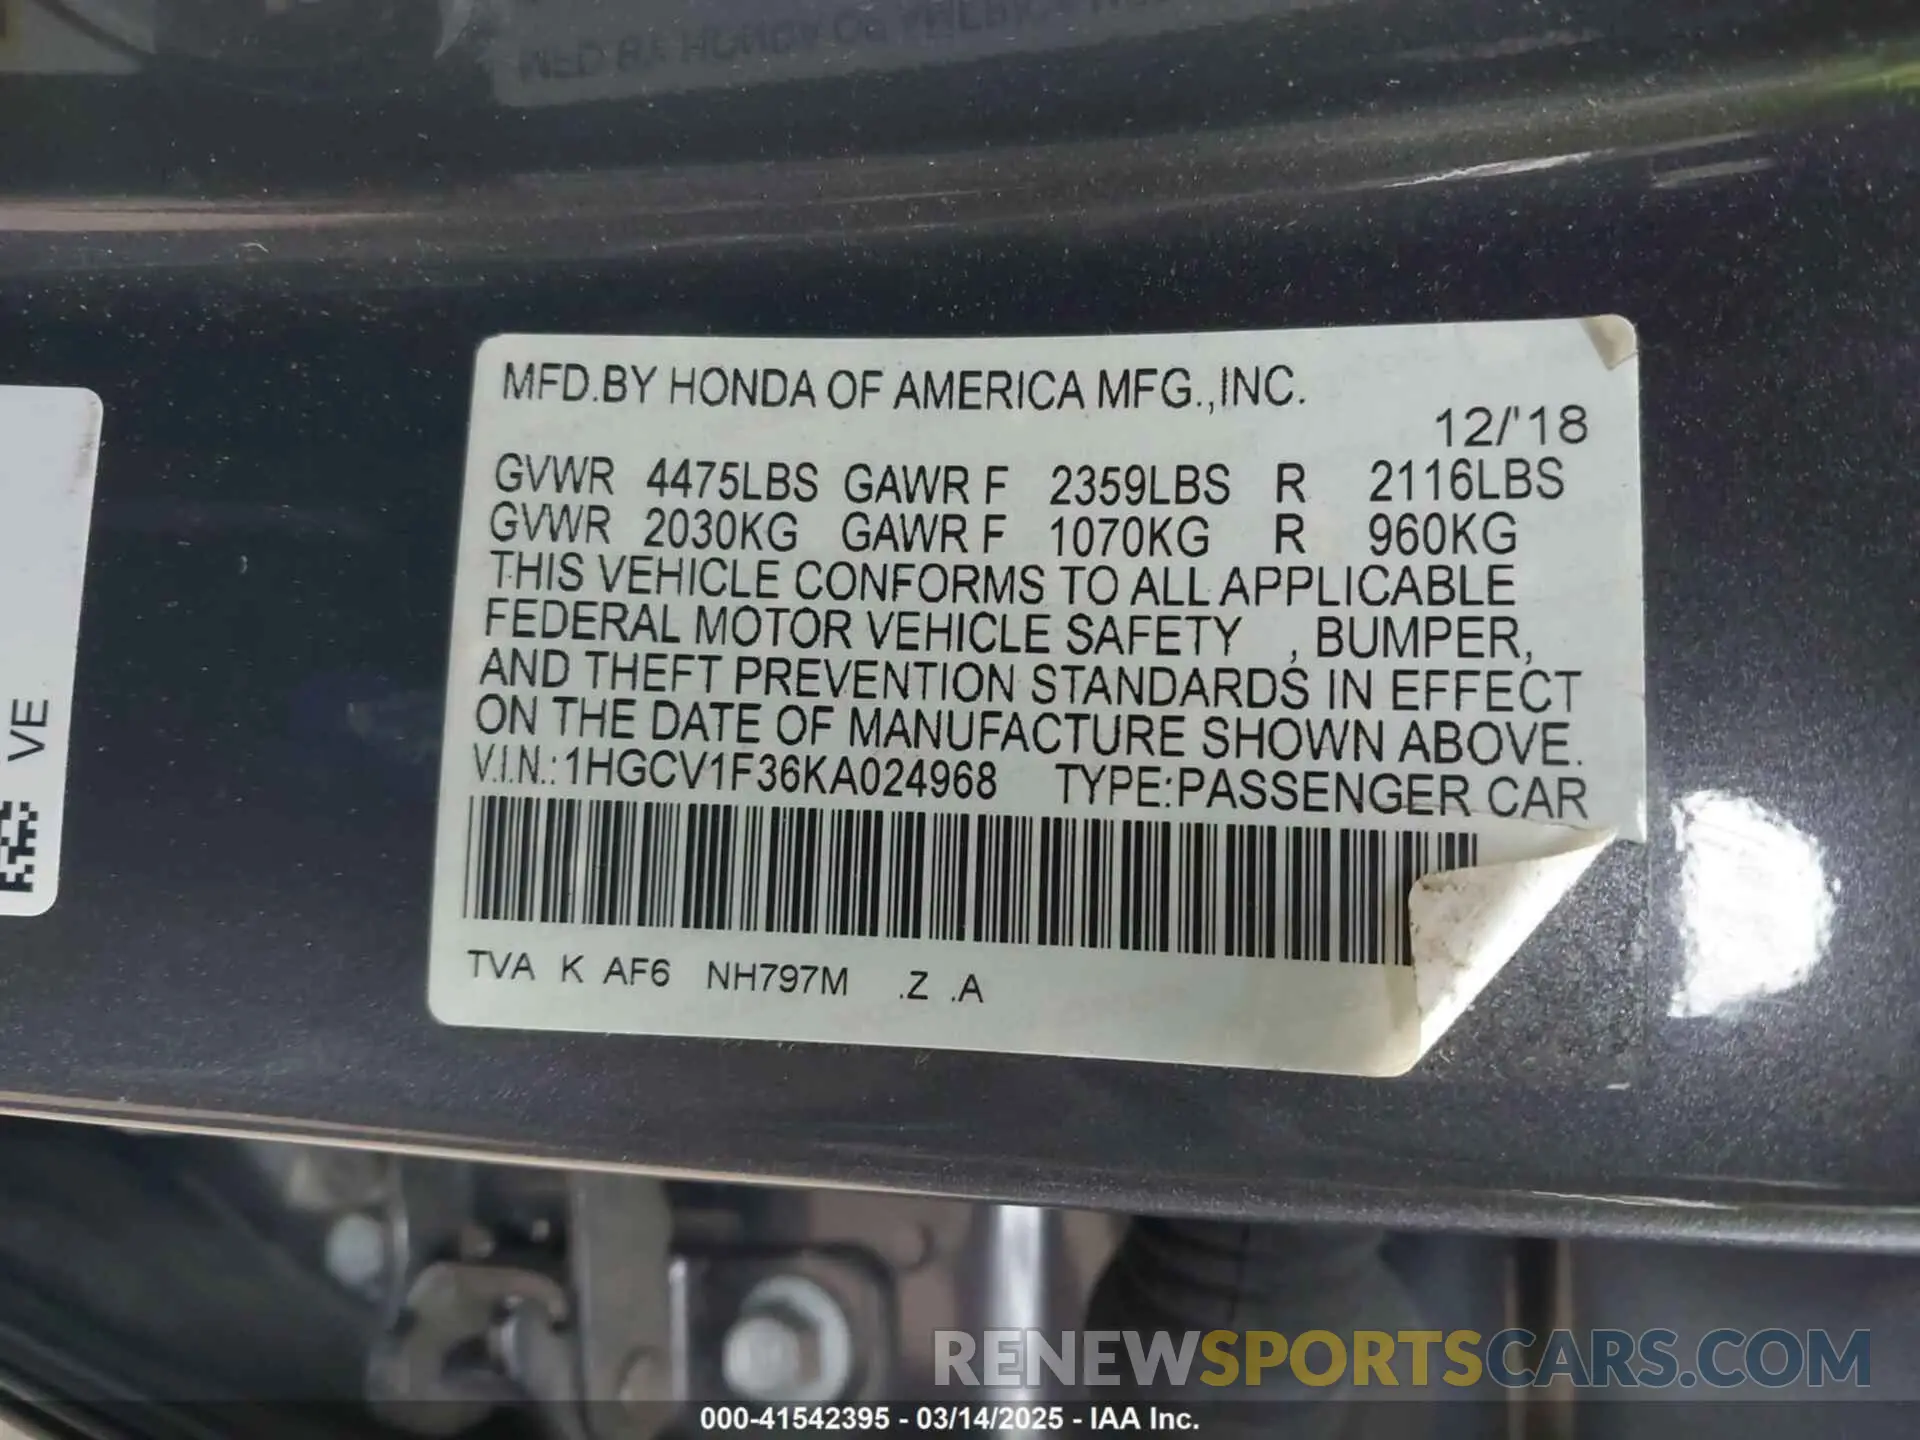 MFD.BY HONDA OF AMERICA MFG.,INC.
12/'18
GVWR 4475LBS GAWR F 2359LBS R 2116LBS
GVWR 2030KG GAWR F 1070KG R 960KG
THIS VEHICLE CONFORMS TO ALL APPLICABLE
FEDERAL MOTOR VEHICLE SAFETY , BUMPER,
AND THEFT PREVENTION STANDARDS IN EFFECT
ON THE DATE OF MANUFACTURE SHOWN ABOVE.
V.I.N.:1HGCV1F36KA024968 TYPE:PASSENGER CAR
TVA K AF6 NH797M .Z .A
VE
RENEWSPORTSCARS.COM
000-41542395 - 03/14/2025 - IAA Inc.